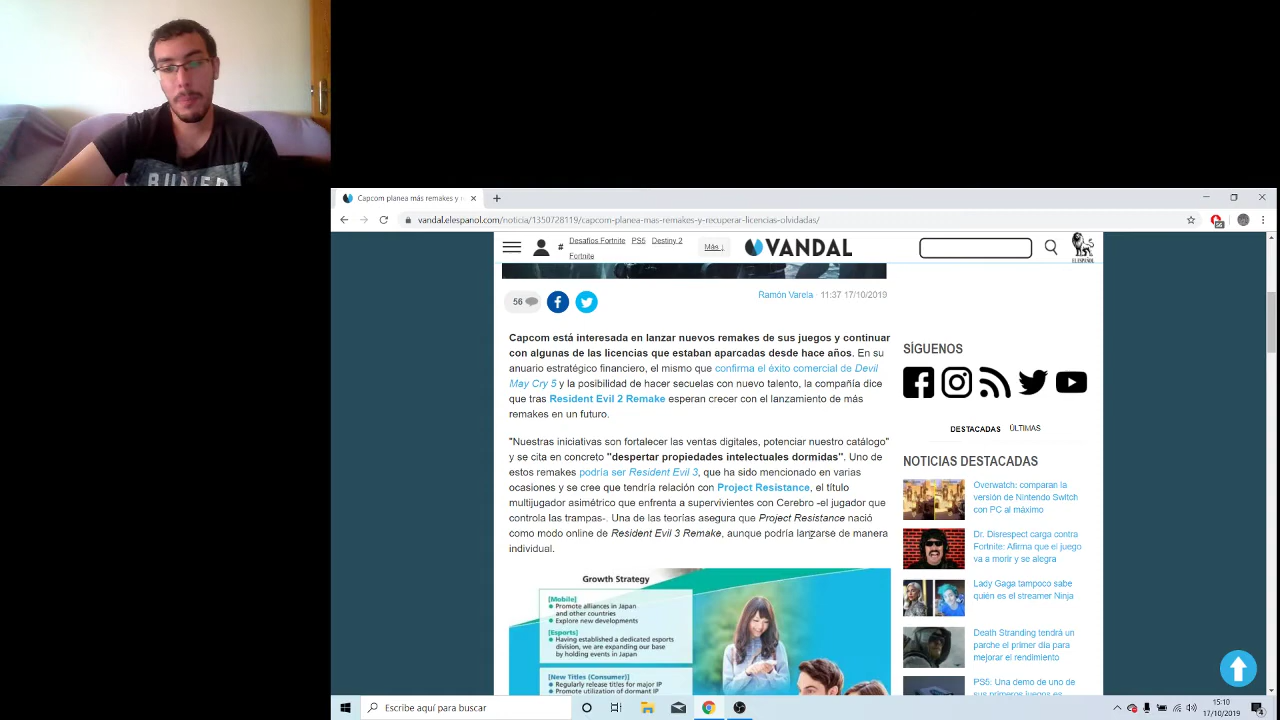 Capcom planea más remakes y
vandal.elespanol.com/noticia/1350728119/capcom-planea-mas-remakes-y-recuperar-licencias-olvidadas/
# Desafíos Fortnite PS5 Destiny 2
Fortnite
Más
VANDAL
EL ESPAÑOL
56
Ramón Varela · 11:37 17/10/2019
Capcom está interesada en lanzar nuevos remakes de sus juegos y continuar
con algunas de las licencias que estaban aparcadas desde hace años. En su
anuario estratégico financiero, el mismo que confirma el éxito comercial de Devil
May Cry 5 y la posibilidad de hacer secuelas con nuevo talento, la compañía dice
que tras Resident Evil 2 Remake esperan crecer con el lanzamiento de más
remakes en un futuro.
"Nuestras iniciativas son fortalecer las ventas digitales, potenciar nuestro catálogo"
y se cita en concreto "despertar propiedades intelectuales dormidas". Uno de
estos remakes podría ser Resident Evil 3, que ha sido mencionado en varias
ocasiones y se cree que tendría relación con Project Resistance, el título
multijugador asimétrico que enfrenta a supervivientes con Cerebro -el jugador que
controla las trampas-. Una de las teorías asegura que Project Resistance nació
como modo online de Resident Evil 3 Remake, aunque podría lanzarse de manera
individual.
Growth Strategy
[Mobile]
● Promote alliances in Japan
and other countries
● Explore new developments
[Esports]
● Having established a dedicated esports
division, we are expanding our base
by holding events in Japan
[New Titles (Consumer)]
● Regularly release titles for major IP
● Promote utilization of dormant IP
SÍGUENOS
DESTACADAS ÚLTIMAS
NOTICIAS DESTACADAS
Overwatch: comparan la
versión de Nintendo Switch
con PC al máximo
Dr. Disrespect carga contra
Fortnite: Afirma que el juego
va a morir y se alegra
Lady Gaga tampoco sabe
quién es el streamer Ninja
Death Stranding tendrá un
parche el primer día para
mejorar el rendimiento
PS5: Una demo de uno de
sus primeros juegos es
Escribe aquí para buscar
15:10
17/10/2019